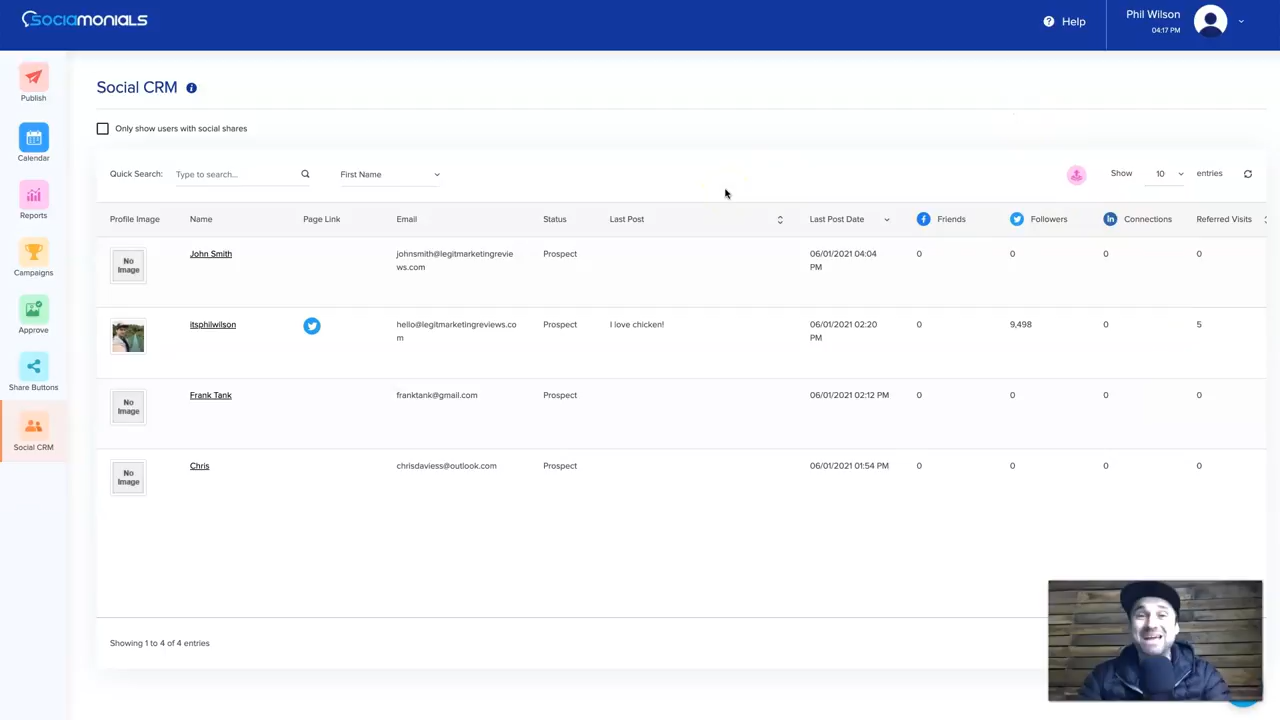 SOCIAMONIALS
Help
Phil Wilson
04:17 PM
Publish
Calendar
Reports
Campaigns
Approve
Share Buttons
Social CRM
Social CRM
Only show users with social shares
Quick Search:
Type to search...
First Name
Show
10
entries
Profile Image
Name
Page Link
Email
Status
Last Post
Last Post Date
Friends
Followers
Connections
Referred Visits
No
Image
John Smith
johnsmith@legitmarketingrevie
ws.com
Prospect
06/01/2021 04:04
PM
0
0
0
0
itsphilwilson
hello@legitmarketingreviews.co
m
Prospect
I love chicken!
06/01/2021 02:20
PM
0
9,498
0
5
No
Image
Frank Tank
franktank@gmail.com
Prospect
06/01/2021 02:12 PM
0
0
0
0
No
Image
Chris
chrisdaviess@outlook.com
Prospect
06/01/2021 01:54 PM
0
0
0
0
Showing 1 to 4 of 4 entries